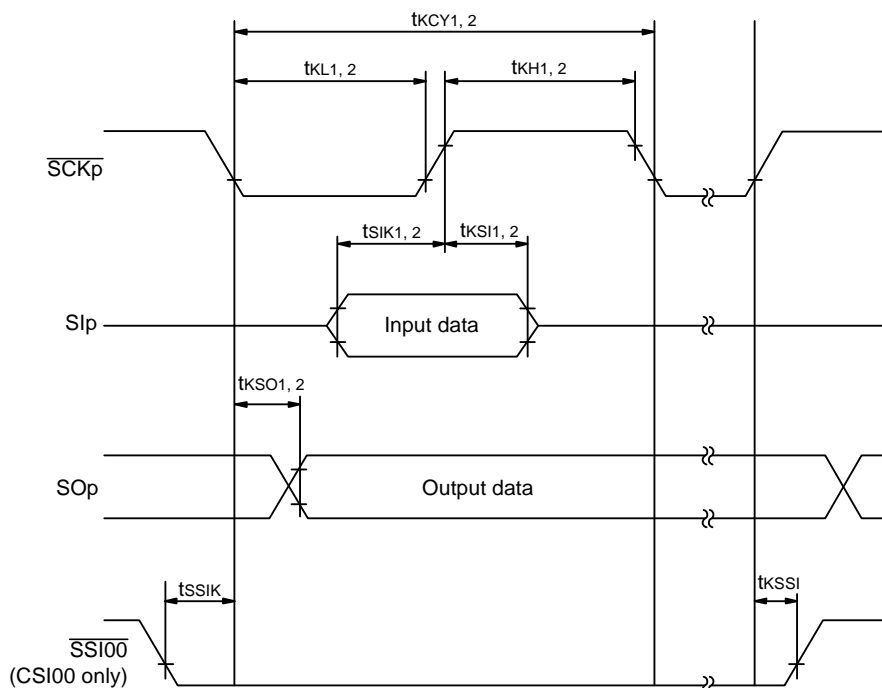 tKCY1, 2
tKL1, 2
tKH1, 2
SCKp
tSIK1, 2
tKSI1, 2
SIp
Input data
tKSO1, 2
SOp
Output data
tSSIK
tKSSI
SSI00
(CSI00 only)